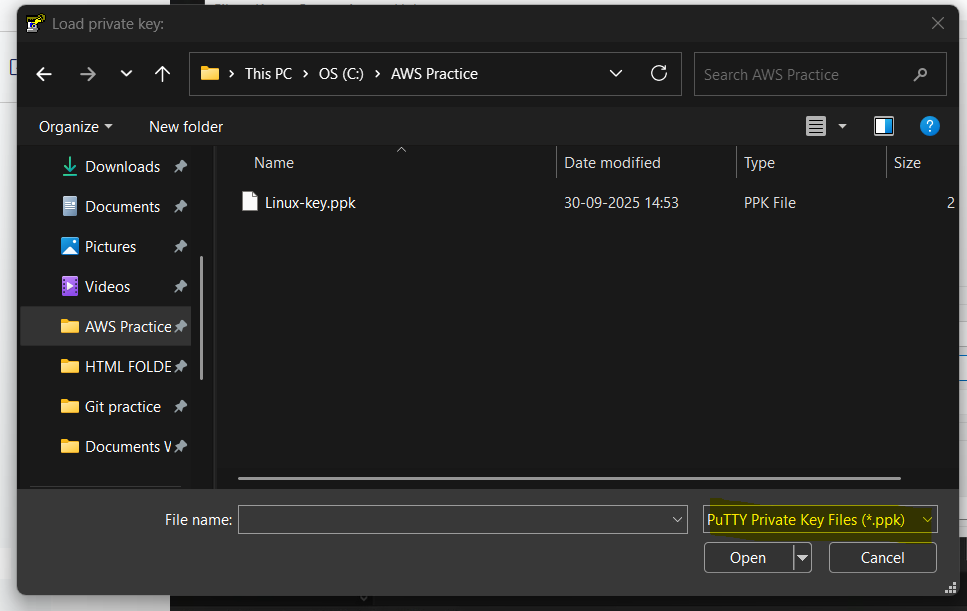 Load private key:
This PC > OS (C:) > AWS Practice
Search AWS Practice
Organize
New folder
Name
Date modified
Type
Size
Linux-key.ppk
30-09-2025 14:53
PPK File
2
Downloads
Documents
Pictures
Videos
AWS Practice
HTML FOLDE
Git practice
Documents W
File name:
PuTTY Private Key Files (*.ppk)
Open
Cancel